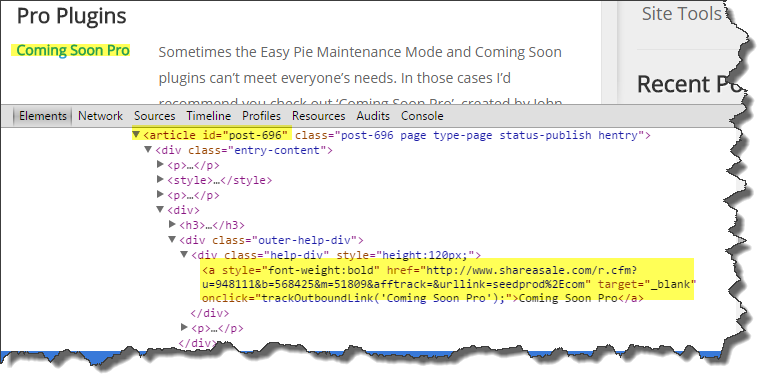 Pro Plugins
Site Tools
Coming Soon Pro
Sometimes the Easy Pie Maintenance Mode and Coming Soon
plugins can't meet everyone's needs. In those cases I'd
recommend you check out 'Coming Soon Pro', created by John
Recent Po
Elements Network Sources Timeline Profiles Resources Audits Console
<article id="post-696" class="post-696 page type-page status-publish hentry">
<div class="entry-content">
<p>…</p>
<style>…</style>
<p>…</p>
<div>
<h3>…</h3>
<div class="outer-help-div">
<div class="help-div" style="height:120px;">
<a style="font-weight:bold" href="http://www.shareasale.com/r.cfm?
u=948111&b=568425&m=51809&afftrack=&urllink=seedprod%2Ecom" target="_blank"
onclick="trackOutboundLink('Coming Soon Pro');">Coming Soon Pro</a>
</div>
<p>…</p>
</div>